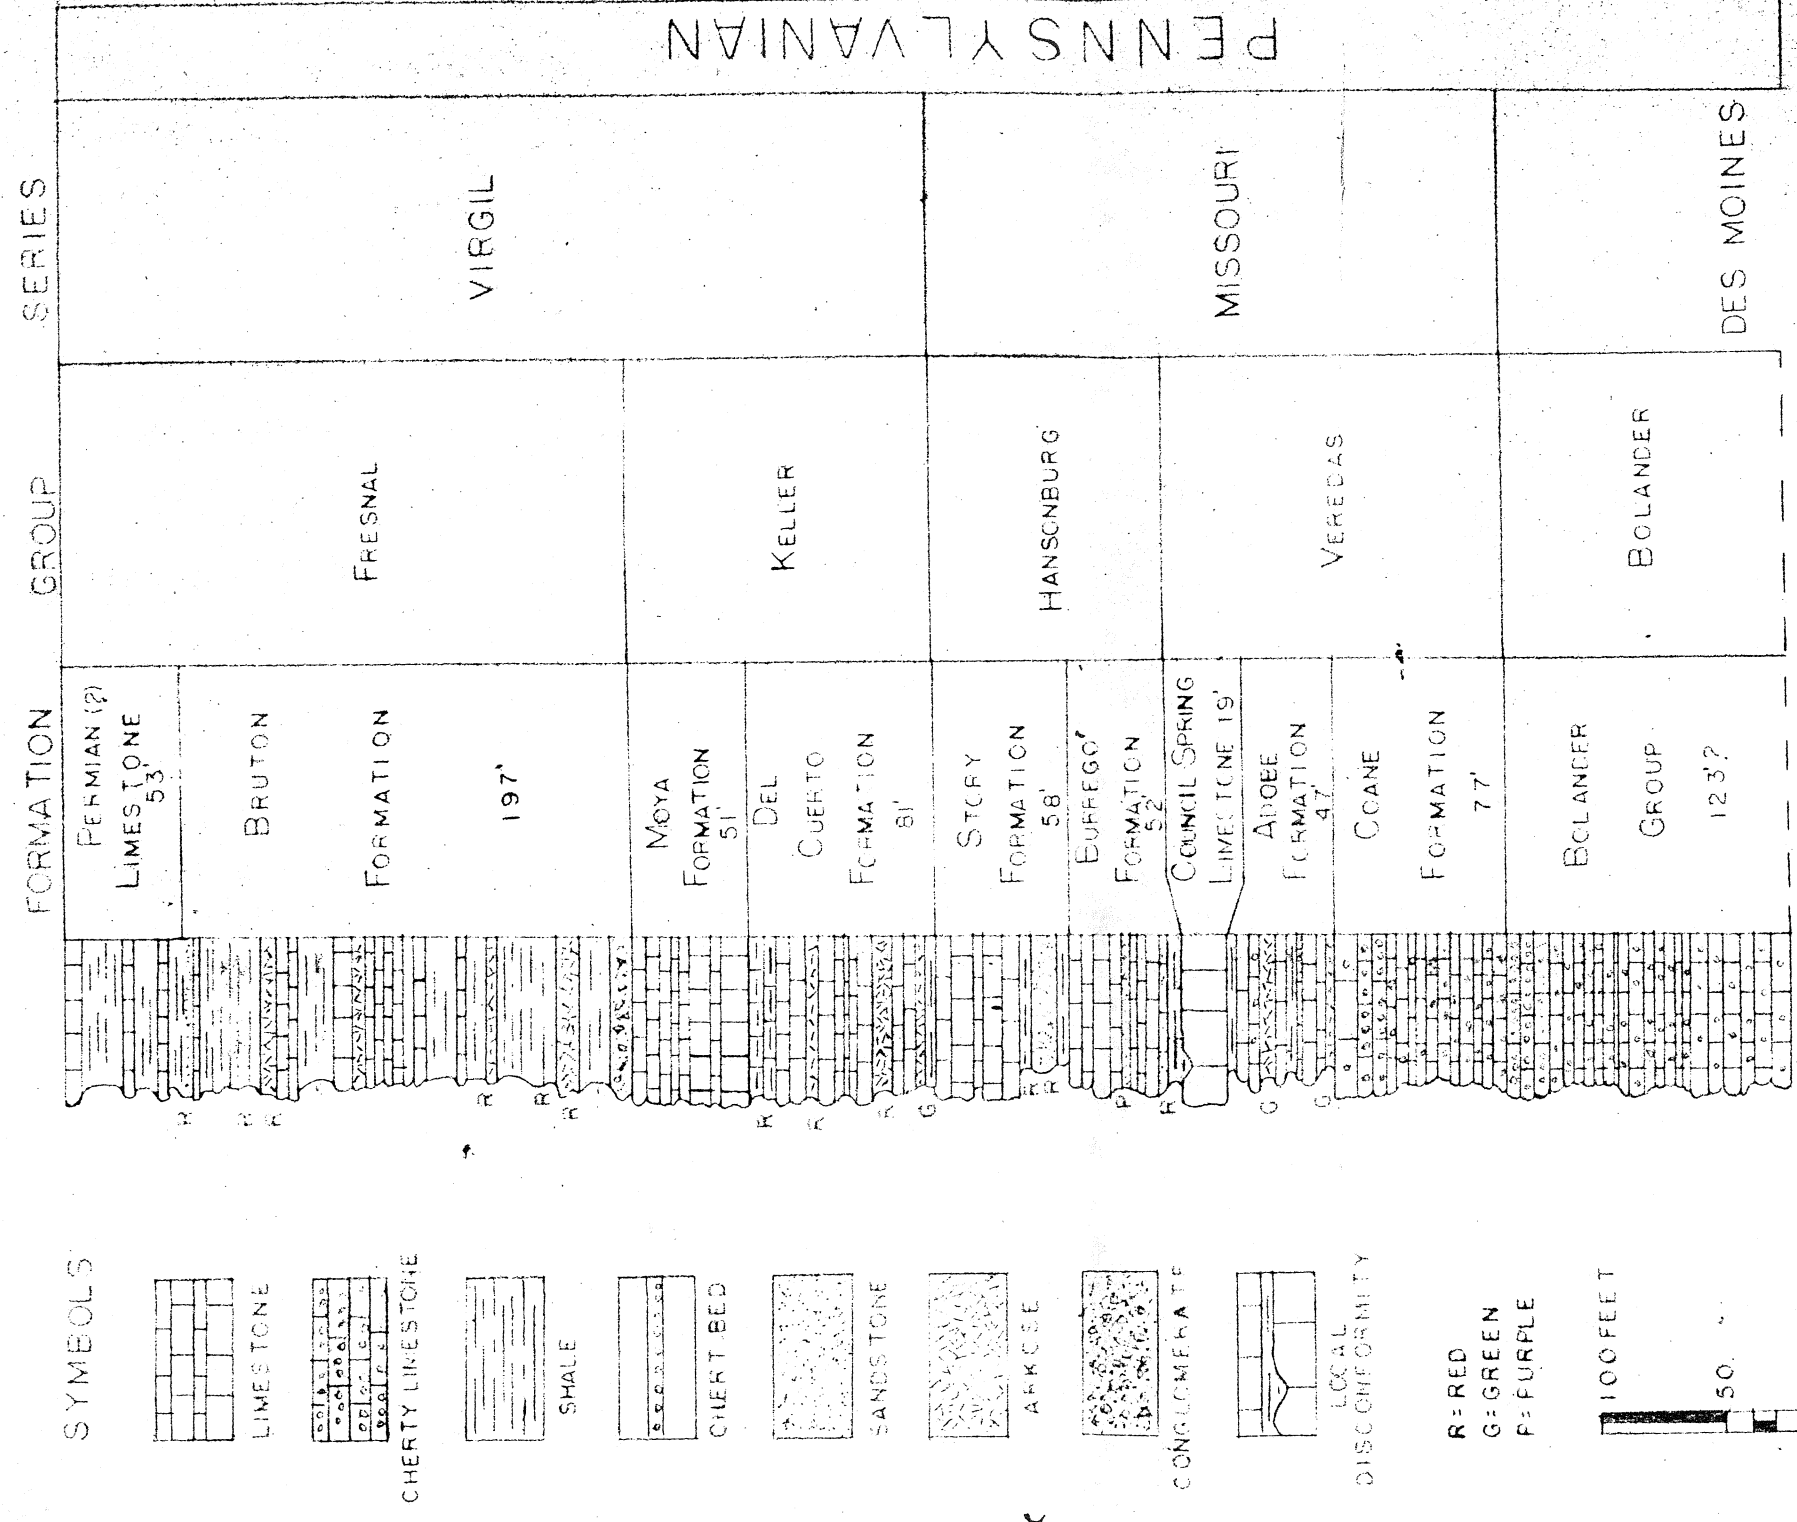 PENNSYLVANIAN
SERIES
VIRGIL
MISSOURI
DES MOINES
GROUP
FRESNAL
KELLER
HANSONBURG
VEREDAS
BOLANDER
FORMATION
PERMIAN (?)
LIMESTONE
53'
BRUTON
FORMATION
197'
MOYA
FORMATION
51'
DEL
CUERTO
FORMATION
81'
STORY
FORMATION
58'
BURREGO
FORMATION
52'
COUNCIL SPRING
LIMESTONE 19'
ADOBE
FORMATION
47'
COANE
FORMATION
77'
BOLANDER
GROUP
123'?
R
R
R
R
R
R
R
R
R
G
R
R
P
R
G
G
SYMBOLS
LIMESTONE
CHERTY LIMESTONE
SHALE
CHERT BED
SANDSTONE
ARKOSE
CONGLOMERATE
LOCAL
DISCONFORMITY
R=RED
G=GREEN
P=PURPLE
100 FEET
50